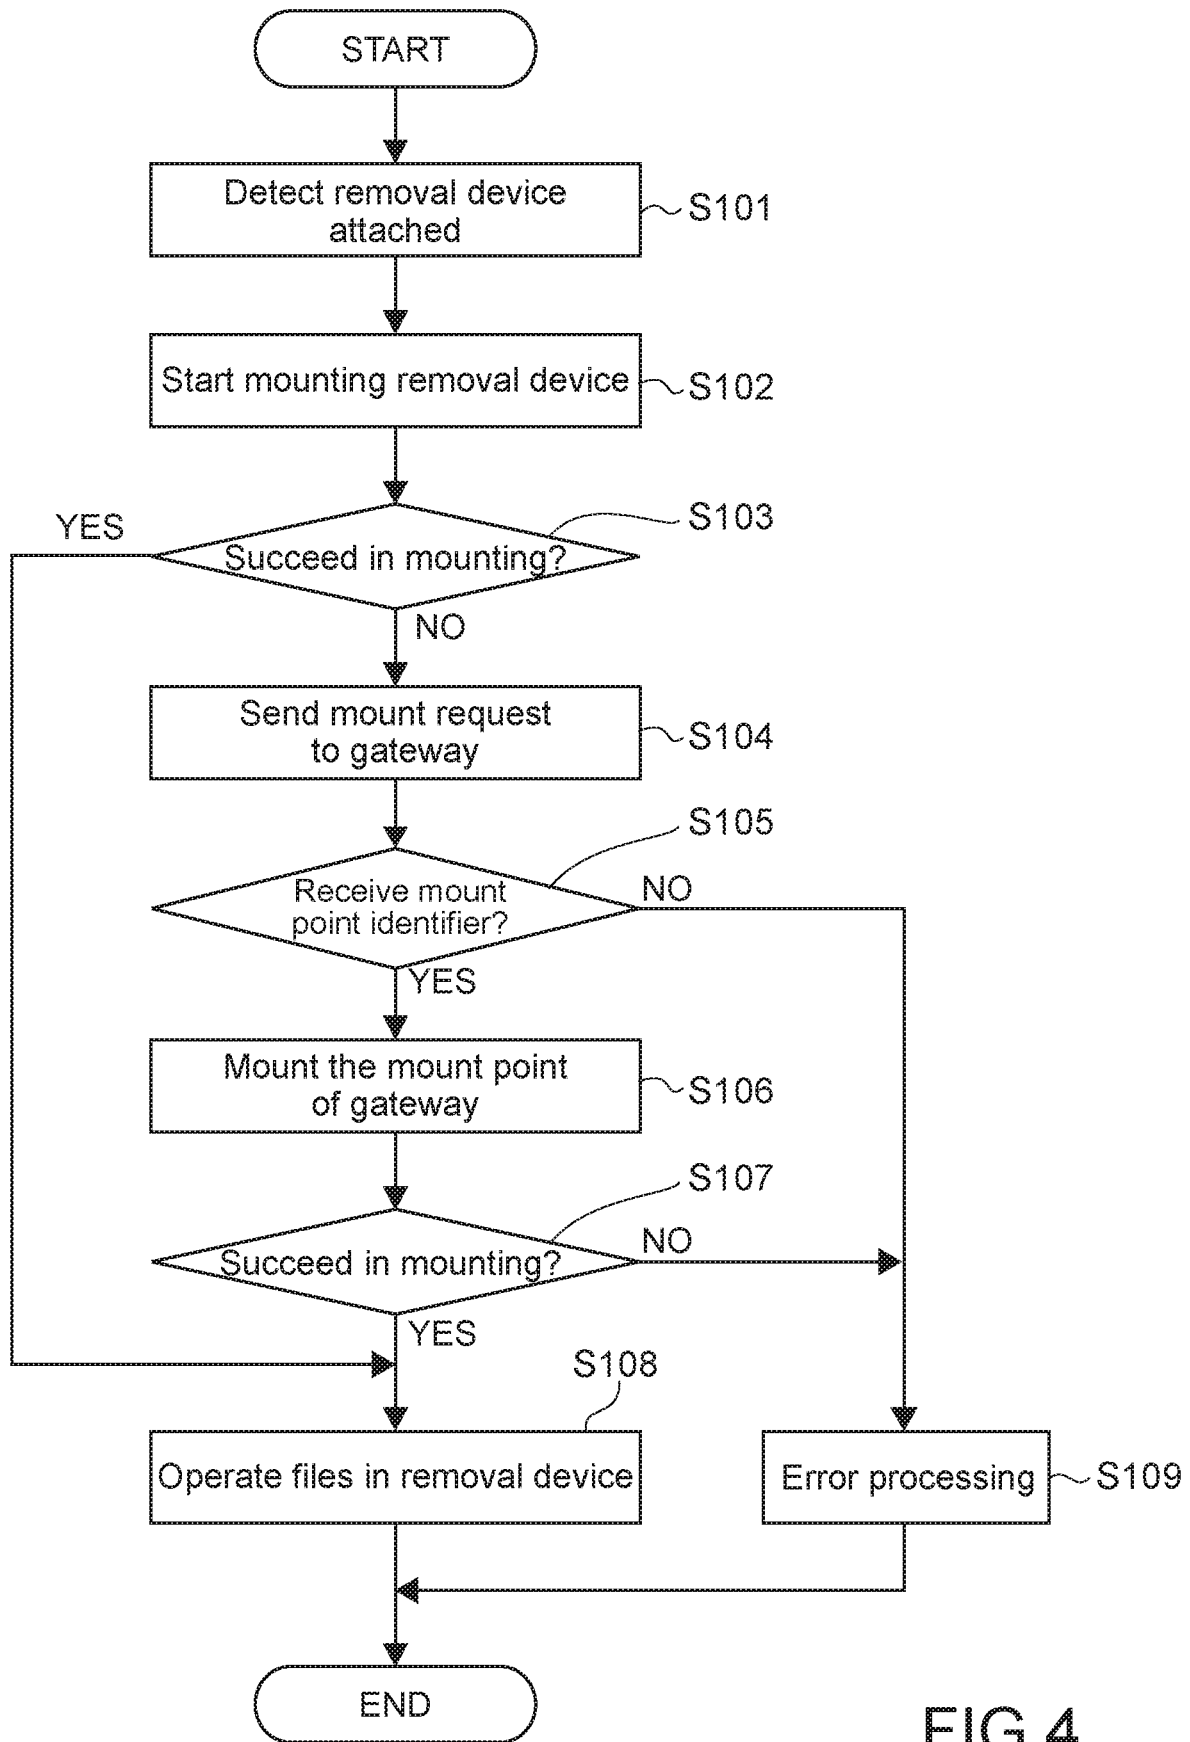 START
Detect removal device
attached
S101
Start mounting removal device
S102
S103
YES
Succeed in mounting?
NO
Send mount request
to gateway
S104
S105
Receive mount
point identifier?
NO
YES
Mount the mount point
of gateway
S106
S107
Succeed in mounting?
NO
YES
S108
Operate files in removal device
Error processing
S109
END
FIG.4